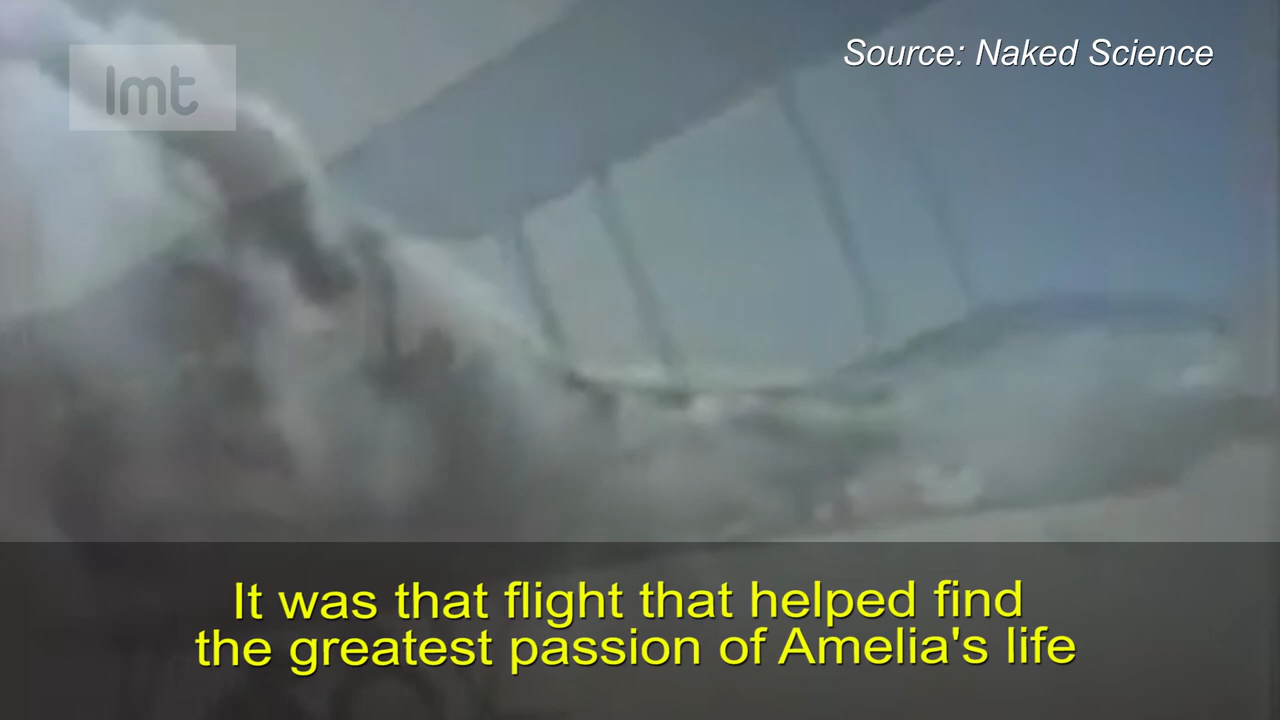 lmt
Source: Naked Science
It was that flight that helped find
the greatest passion of Amelia's life